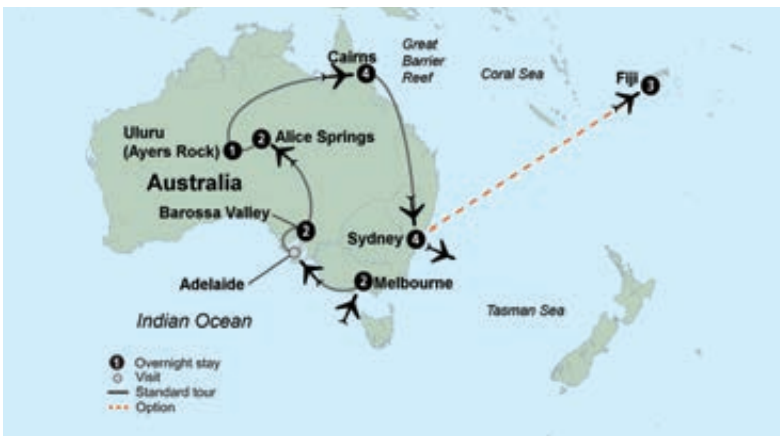 Cairns
4
Great
Barrier
Reef
Coral Sea
Fiji
3
Uluru
(Ayers Rock)
1
2
Alice Springs
Australia
Barossa Valley
2
Sydney
4
Adelaide
2
Melbourne
Indian Ocean
Tasman Sea
1 Overnight stay
Visit
Standard tour
Option